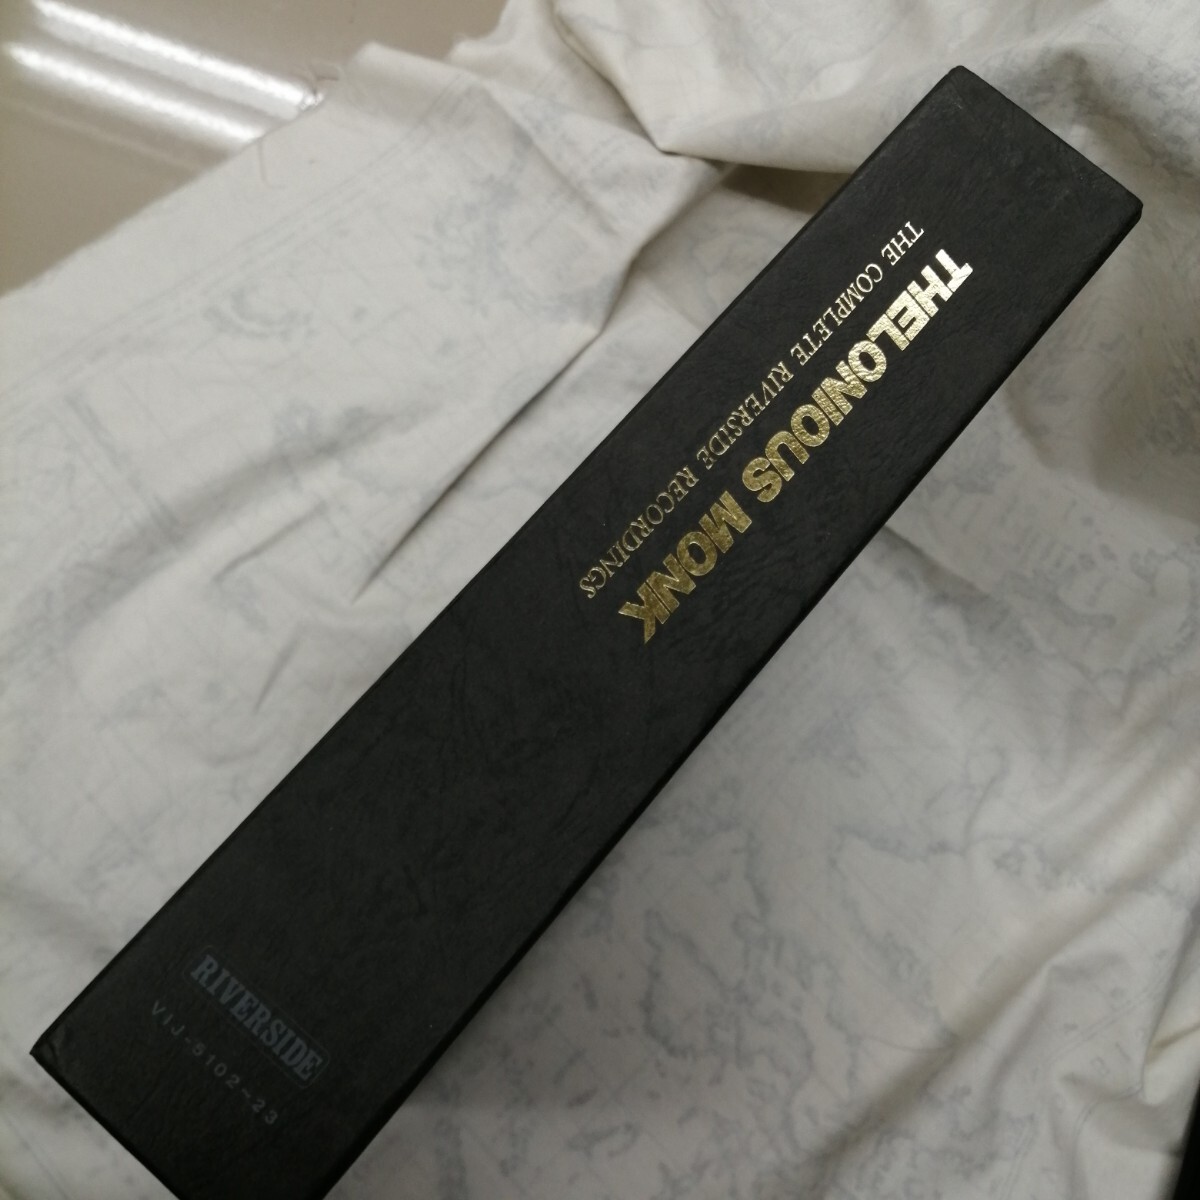 THELONIOUS MONK
THE COMPLETE RIVERSIDE RECORDINGS
RIVERSIDE
VIJ-5102~23